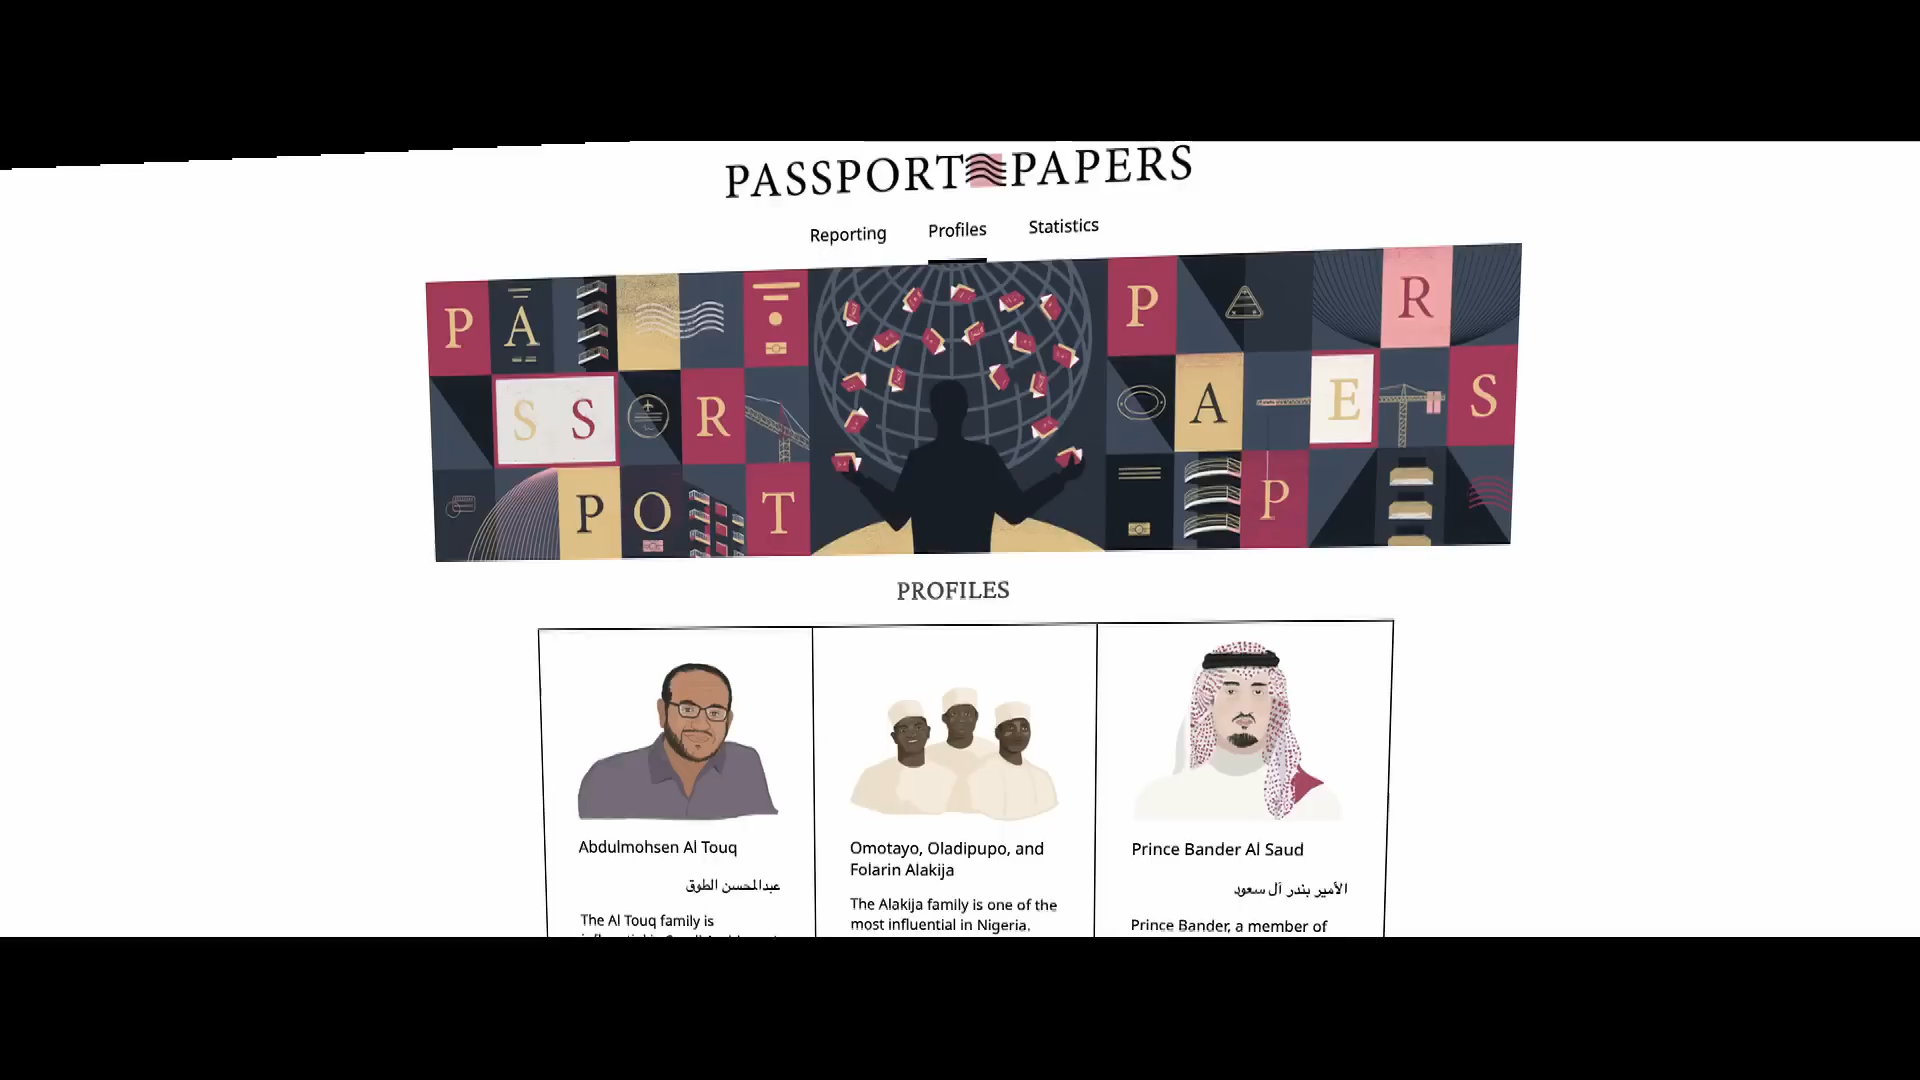 PASSPORT PAPERS
Reporting Profiles Statistics
P A P R
S S R A E S
P O T P
PROFILES
Abdulmohsen Al Touq
عبدالمحسن الطوق
The Al Touq family is
Omotayo, Oladipupo, and
Folarin Alakija
The Alakija family is one of the
most influential in Nigeria.
Prince Bander Al Saud
الأمير بندر آل سعود
Prince Bander, a member of